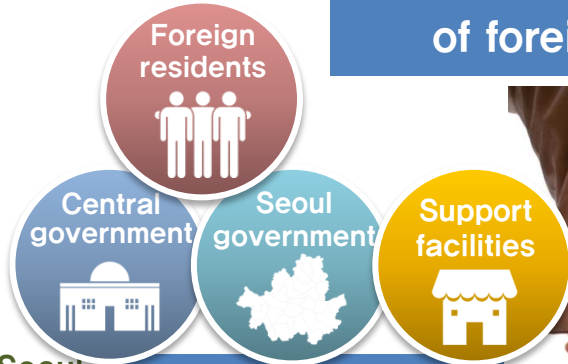 of forei
Foreign
residents
Central
government
Seoul
government
Support
facilities